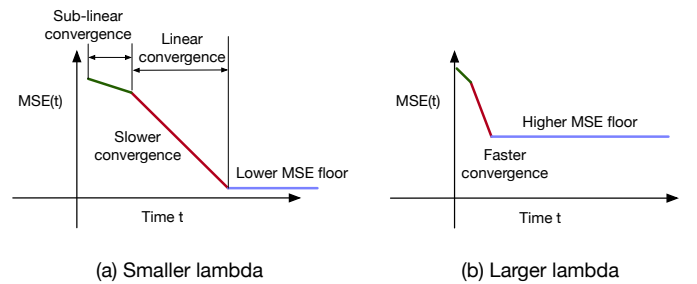 Sub-linear
convergence
Linear
convergence
MSE(t)
Slower
convergence
Lower MSE floor
Time t
(a) Smaller lambda
MSE(t)
Higher MSE floor
Faster
convergence
Time t
(b) Larger lambda